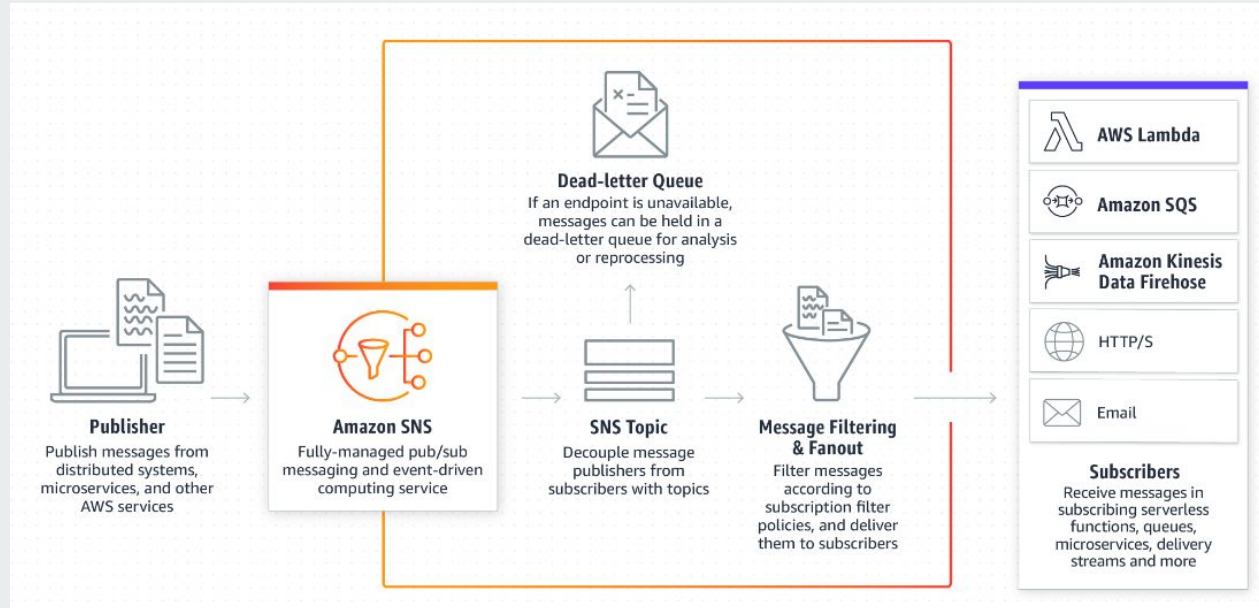 Publisher
Publish messages from
distributed systems,
microservices, and other
AWS services
Amazon SNS
Fully-managed pub/sub
messaging and event-driven
computing service
Dead-letter Queue
If an endpoint is unavailable,
messages can be held in a
dead-letter queue for analysis
or reprocessing
SNS Topic
Decouple message
publishers from
subscribers with topics
Message Filtering
& Fanout
Filter messages
according to
subscription filter
policies, and deliver
them to subscribers
AWS Lambda
Amazon SQS
Amazon Kinesis
Data Firehose
HTTP/S
Email
Subscribers
Receive messages in
subscribing serverless
functions, queues,
microservices, delivery
streams and more